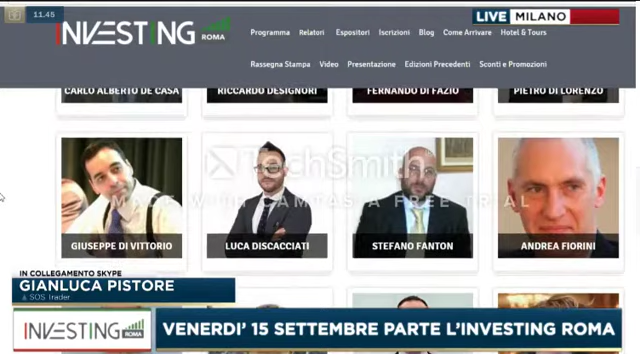 11.45
INVESTING ROMA
Programma Relatori Espositori Iscrizioni Blog Come Arrivare Hotel & Tours
LIVE MILANO
Rassegna Stampa Video Presentazione Edizioni Precedenti Sconti e Promozioni
CARLO ALBERTO DE CASA RICCARDO DESIGNORI FERNANDO DI FAZIO PIETRO DI LORENZO
TechSmith
MADE WITH CAMTASIA FREE TRIAL
GIUSEPPE DI VITTORIO LUCA DISCACCIATI STEFANO FANTON ANDREA FIORINI
IN COLLEGAMENTO SKYPE
GIANLUCA PISTORE
SOS Trader
INVESTING ROMA
VENERDI' 15 SETTEMBRE PARTE L'INVESTING ROMA